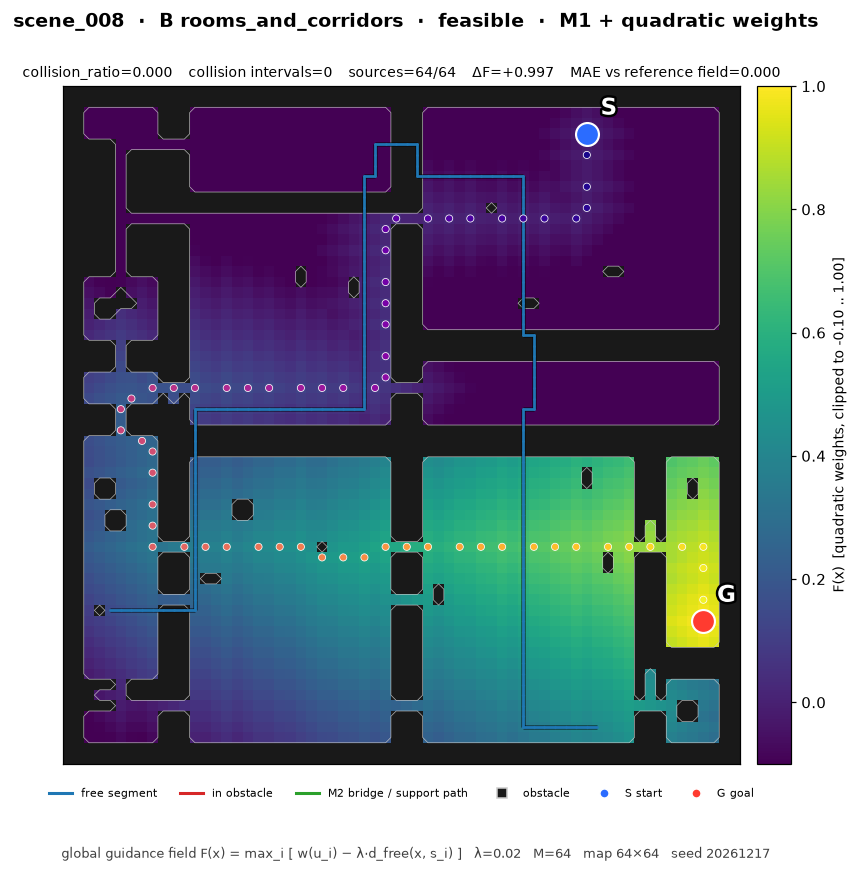 scene_008 · B rooms_and_corridors · feasible · M1 + quadratic weights
collision_ratio=0.000 collision intervals=0 sources=64/64 ΔF=+0.997 MAE vs reference field=0.000
S
G
1.0
0.8
0.6
0.4
0.2
0.0
F(x) [quadratic weights, clipped to -0.10 .. 1.00]
free segment
in obstacle
M2 bridge / support path
obstacle
S start
G goal
global guidance field F(x) = max_i [ w(u_i) − λ·d_free(x, s_i) ] λ=0.02 M=64 map 64×64 seed 20261217